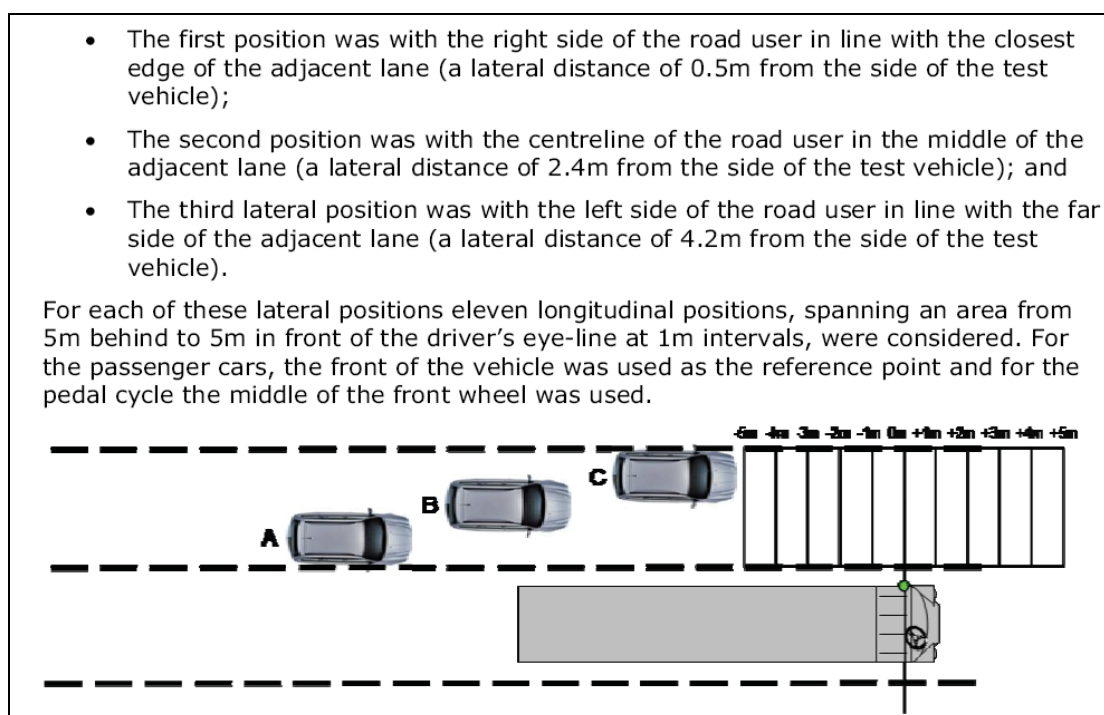 • The first position was with the right side of the road user in line with the closest
edge of the adjacent lane (a lateral distance of 0.5m from the side of the test
vehicle);
• The second position was with the centreline of the road user in the middle of the
adjacent lane (a lateral distance of 2.4m from the side of the test vehicle); and
• The third lateral position was with the left side of the road user in line with the far
side of the adjacent lane (a lateral distance of 4.2m from the side of the test
vehicle).
For each of these lateral positions eleven longitudinal positions, spanning an area from
5m behind to 5m in front of the driver's eye-line at 1m intervals, were considered. For
the passenger cars, the front of the vehicle was used as the reference point and for the
pedal cycle the middle of the front wheel was used.
-5m -4m -3m -2m -1m 0m +1m +2m +3m +4m +5m
C
B
A